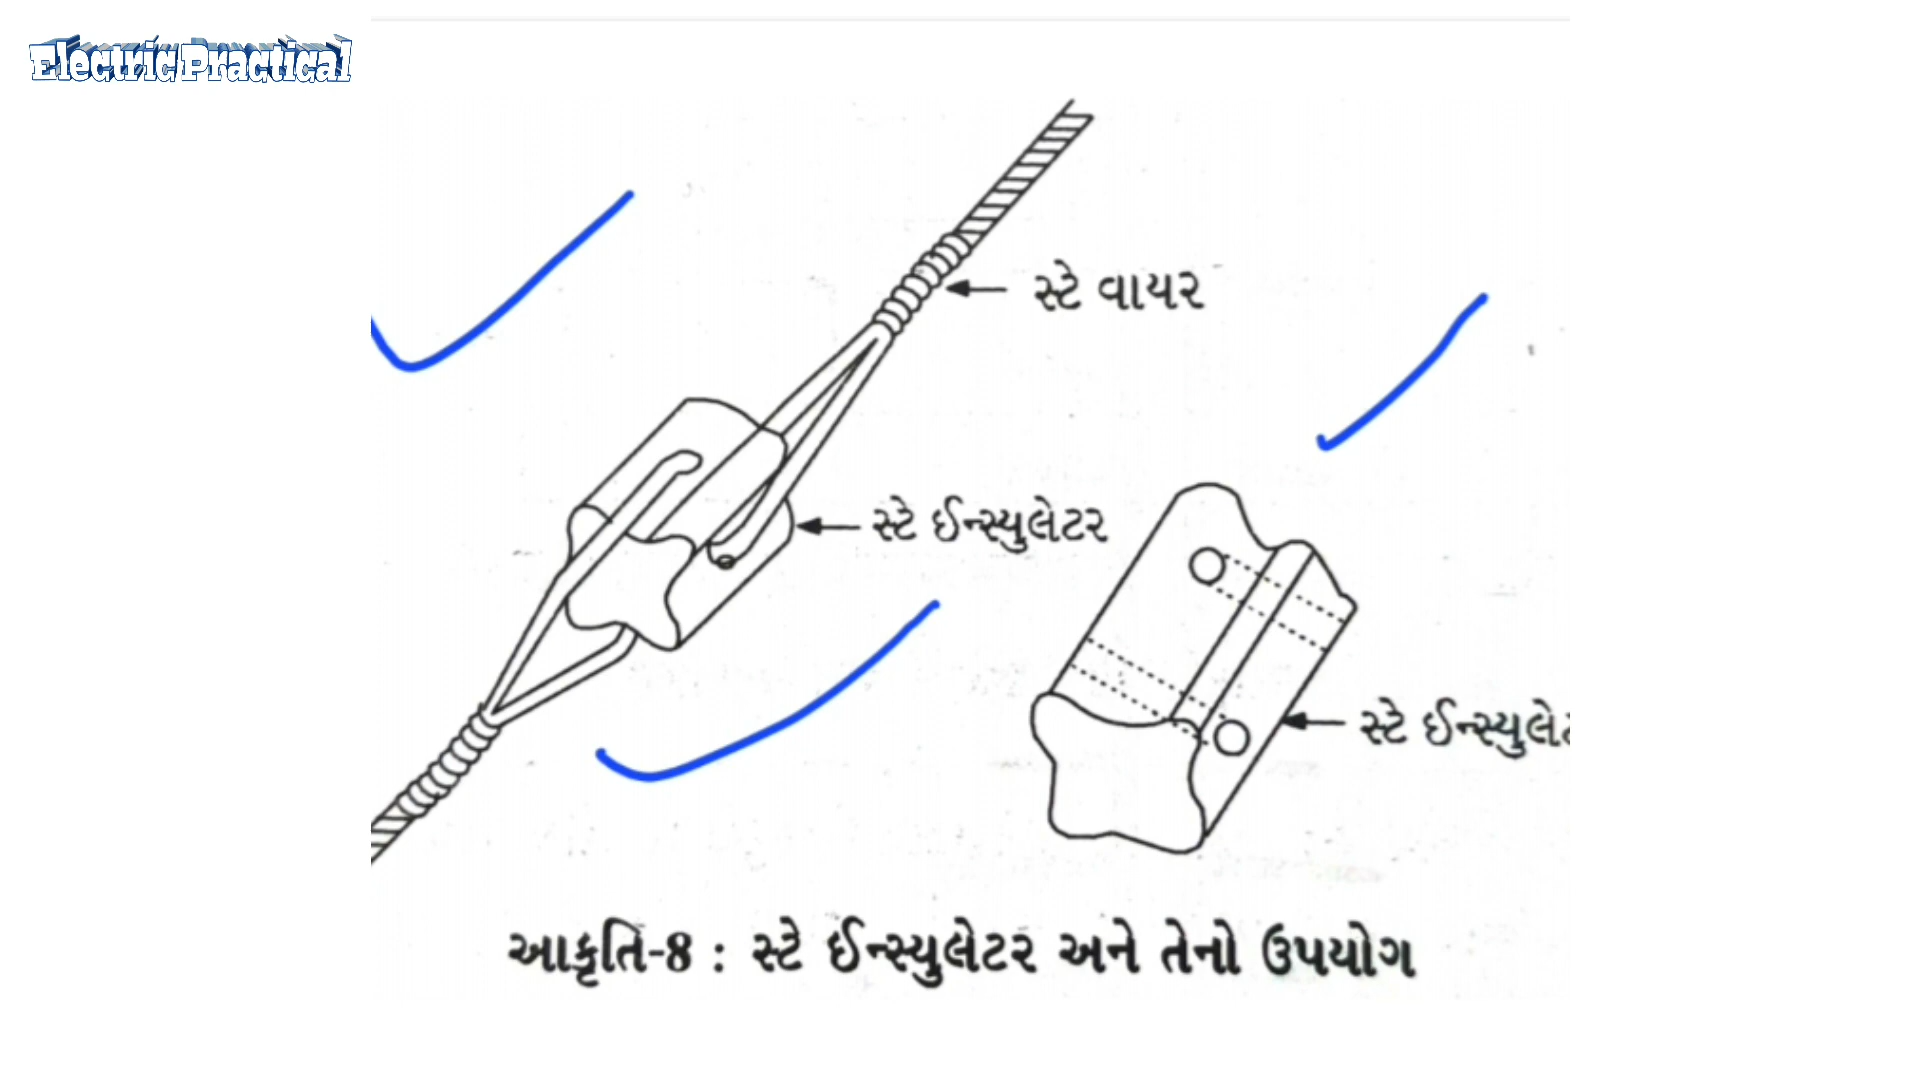 Electric Practical
સ્ટે વાયર
સ્ટે ઈન્સ્યુલેટર
સ્ટે
આકૃતિ-8 : સ્ટે ઈન્સ્યુલેટર અને તેનો ઉપયોગ